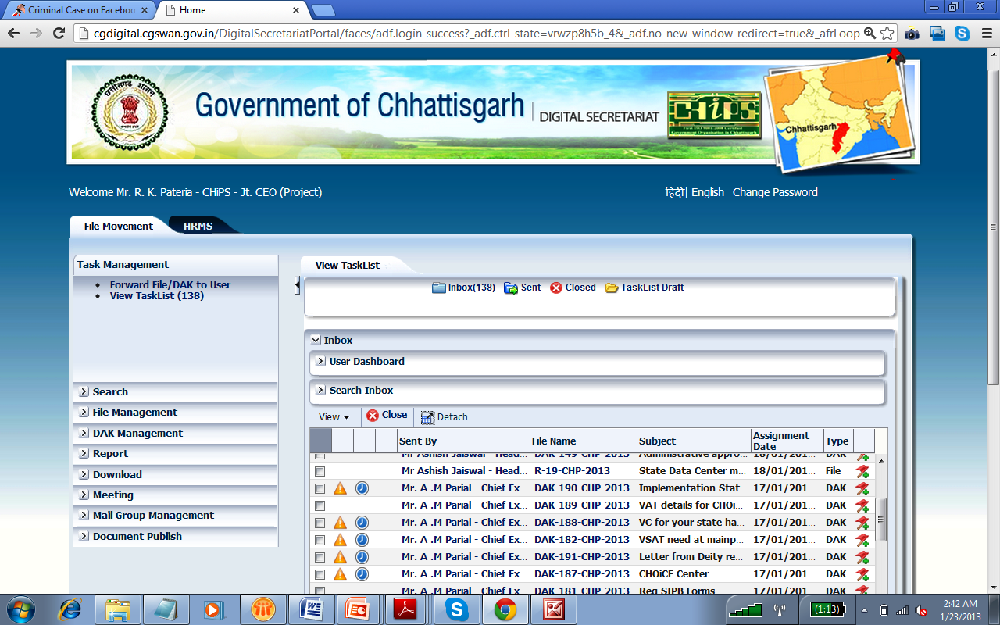 Criminal Case on Faceboo
Home
cgdigital.cgswan.gov.in/DigitalSecretariatPortal/faces/adf.login-success?_adf.ctrl-state=vrwzp8h5b_4&_adf.no-new-window-redirect=true&_afrLoop
Government of Chhattisgarh | DIGITAL SECRETARIAT
CHiPS
First ISO 9001:2008 Certified
Government Organisation in Chhattisgarh
Chhattisgarh
Welcome Mr. R. K. Pateria - CHiPS - Jt. CEO (Project)
हिंदी| English Change Password
File Movement HRMS
Task Management
Forward File/DAK to User
View TaskList (138)
Search
File Management
DAK Management
Report
Download
Meeting
Mail Group Management
Document Publish
View TaskList
Inbox(138) Sent Closed TaskList Draft
Inbox
User Dashboard
Search Inbox
View Close Detach
Sent By File Name Subject Assignment Date Type
Mr Ashish Jaiswal - Head... DAK-149-CHP-2013 Administrative appro... 18/01/201... DAK
Mr Ashish Jaiswal - Head... R-19-CHP-2013 State Data Center m... 18/01/201... File
Mr. A .M Parial - Chief Ex... DAK-190-CHP-2013 Implementation Stat... 17/01/201... DAK
Mr. A .M Parial - Chief Ex... DAK-189-CHP-2013 VAT details for CHOi... 17/01/201... DAK
Mr. A .M Parial - Chief Ex... DAK-188-CHP-2013 VC for your state ha... 17/01/201... DAK
Mr. A .M Parial - Chief Ex... DAK-182-CHP-2013 VSAT need at mainp... 17/01/201... DAK
Mr. A .M Parial - Chief Ex... DAK-191-CHP-2013 Letter from Deity re... 17/01/201... DAK
Mr. A .M Parial - Chief Ex... DAK-187-CHP-2013 CHOiCE Center 17/01/201... DAK
Mr. A .M Parial - Chief Ex... DAK-181-CHP-2013 Reg SIPB Forms 17/01/201... DAK
(1:13)
2:42 AM
1/23/2013